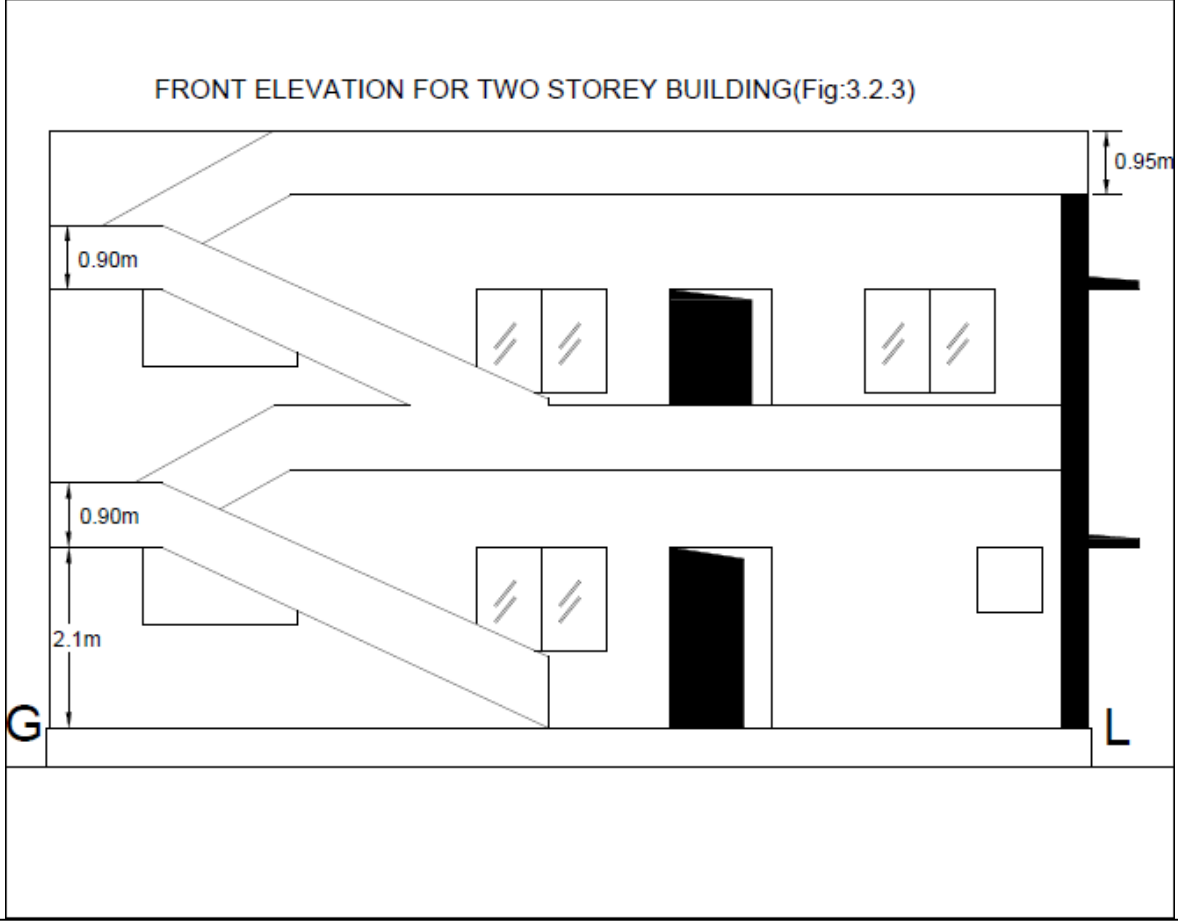 FRONT ELEVATION FOR TWO STOREY BUILDING(Fig:3.2.3)
0.95m
0.90m
0.90m
2.1m
G L